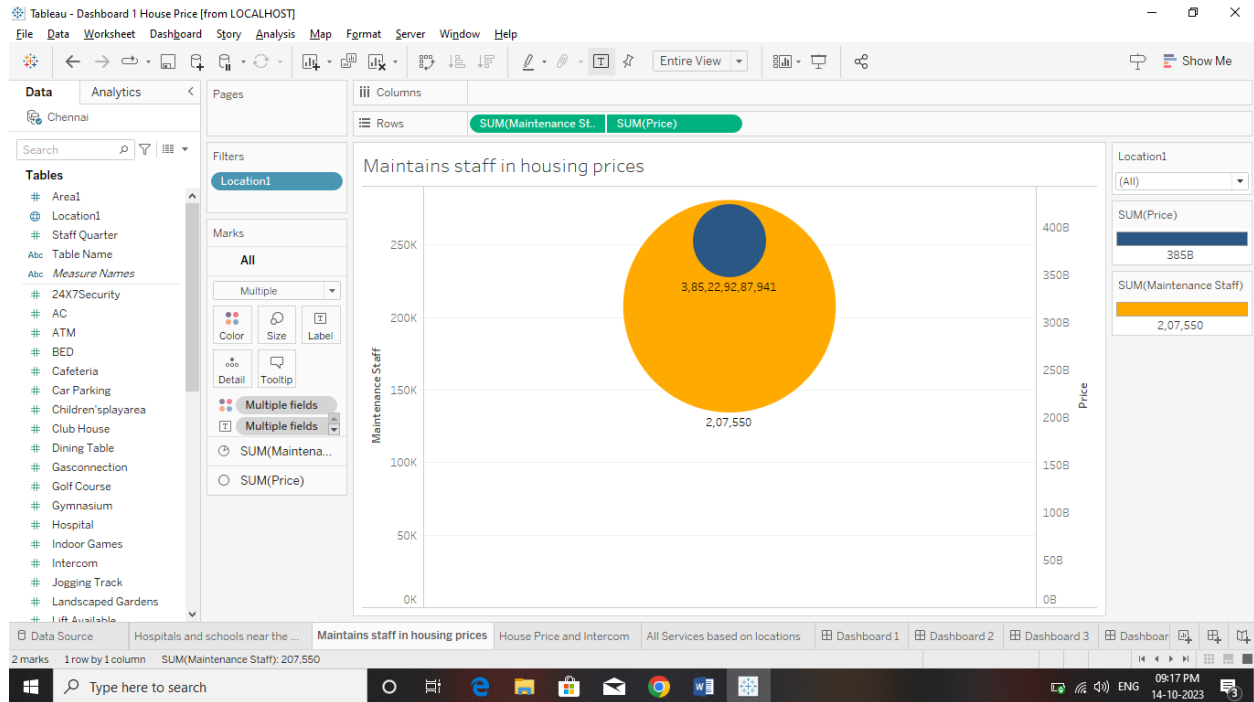 Tableau - Dashboard 1 House Price [from LOCALHOST]
File Data Worksheet Dashboard Story Analysis Map Format Server Window Help
Entire View
Show Me
Data Analytics
Chennai
Search
Tables
# Area1
Location1
# Staff Quarter
Abc Table Name
Abc Measure Names
# 24X7Security
# AC
# ATM
# BED
# Cafeteria
# Car Parking
# Children'splayarea
# Club House
# Dining Table
# Gasconnection
# Golf Course
# Gymnasium
# Hospital
# Indoor Games
# Intercom
# Jogging Track
# Landscaped Gardens
# Lift Available
Pages
Filters
Location1
Marks
All
Multiple
Color Size Label
Detail Tooltip
Multiple fields
Multiple fields
SUM(Maintena...
SUM(Price)
Columns
Rows SUM(Maintenance St.. SUM(Price)
Maintains staff in housing prices
Maintenance Staff
250K
200K
150K
100K
50K
0K
3,85,22,92,87,941
2,07,550
400B
350B
300B
250B
200B
150B
100B
50B
0B
Price
Location1
(All)
SUM(Price)
385B
SUM(Maintenance Staff)
2,07,550
Data Source Hospitals and schools near the ... Maintains staff in housing prices House Price and Intercom All Services based on locations Dashboard 1 Dashboard 2 Dashboard 3 Dashboar
2 marks 1 row by 1 column SUM(Maintenance Staff): 207,550
Type here to search
ENG
09:17 PM
14-10-2023
3